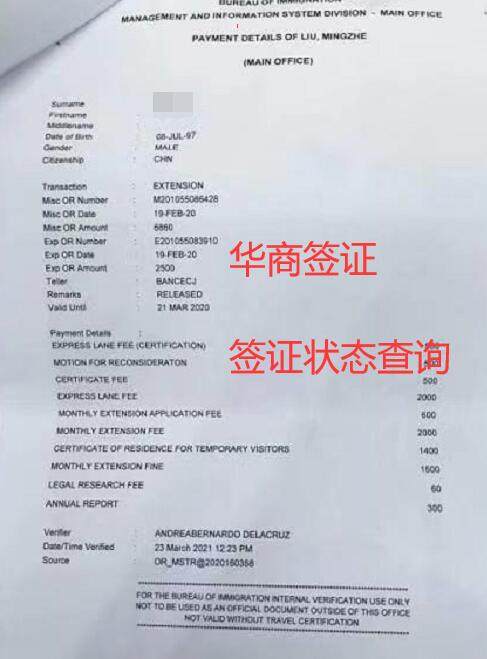 BUREAU OF IMMIGRATION
MANAGEMENT AND INFORMATION SYSTEM DIVISION - MAIN OFFICE
PAYMENT DETAILS OF LIU, MINGZHE
(MAIN OFFICE)
Surname :
Firstname :
Middlename :
Date of Birth : 08-JUL-97
Gender : MALE
Citizenship : CHN
Transaction : EXTENSION
Misc OR Number : M201055086428
Misc OR Date : 19-FEB-20
Misc OR Amount : 6860
Exp OR Number : E201055083910
Exp OR Date : 19-FEB-20
Exp OR Amount : 2500
Teller : BANCECJ
Remarks : RELEASED
Valid Until : 21 MAR 2020
华商签证
Payment Details :
EXPRESS LANE FEE (CERTIFICATION)
签证状态查询
MOTION FOR RECONSIDERATON
CERTIFICATE FEE 500
EXPRESS LANE FEE 2000
MONTHLY EXTENSION APPLICATION FEE 600
MONTHLY EXTENSION FEE 2000
CERTIFICATE OF RESIDENCE FOR TEMPORARY VISITORS 1400
MONTHLY EXTENSION FINE 1500
LEGAL RESEARCH FEE 60
ANNUAL REPORT 300
Verifier : ANDREABERNARDO DELACRUZ
Date/Time Verified : 23 March 2021 12:23 PM
Source : OR_MSTR@2020160368
FOR THE BUREAU OF IMMIGRATION INTERNAL VERIFICATION USE ONLY
NOT TO BE USED AS AN OFFICIAL DOCUMENT OUTSIDE OF THIS OFFICE
NOT VALID WITHOUT TRAVEL CERTIFICATION